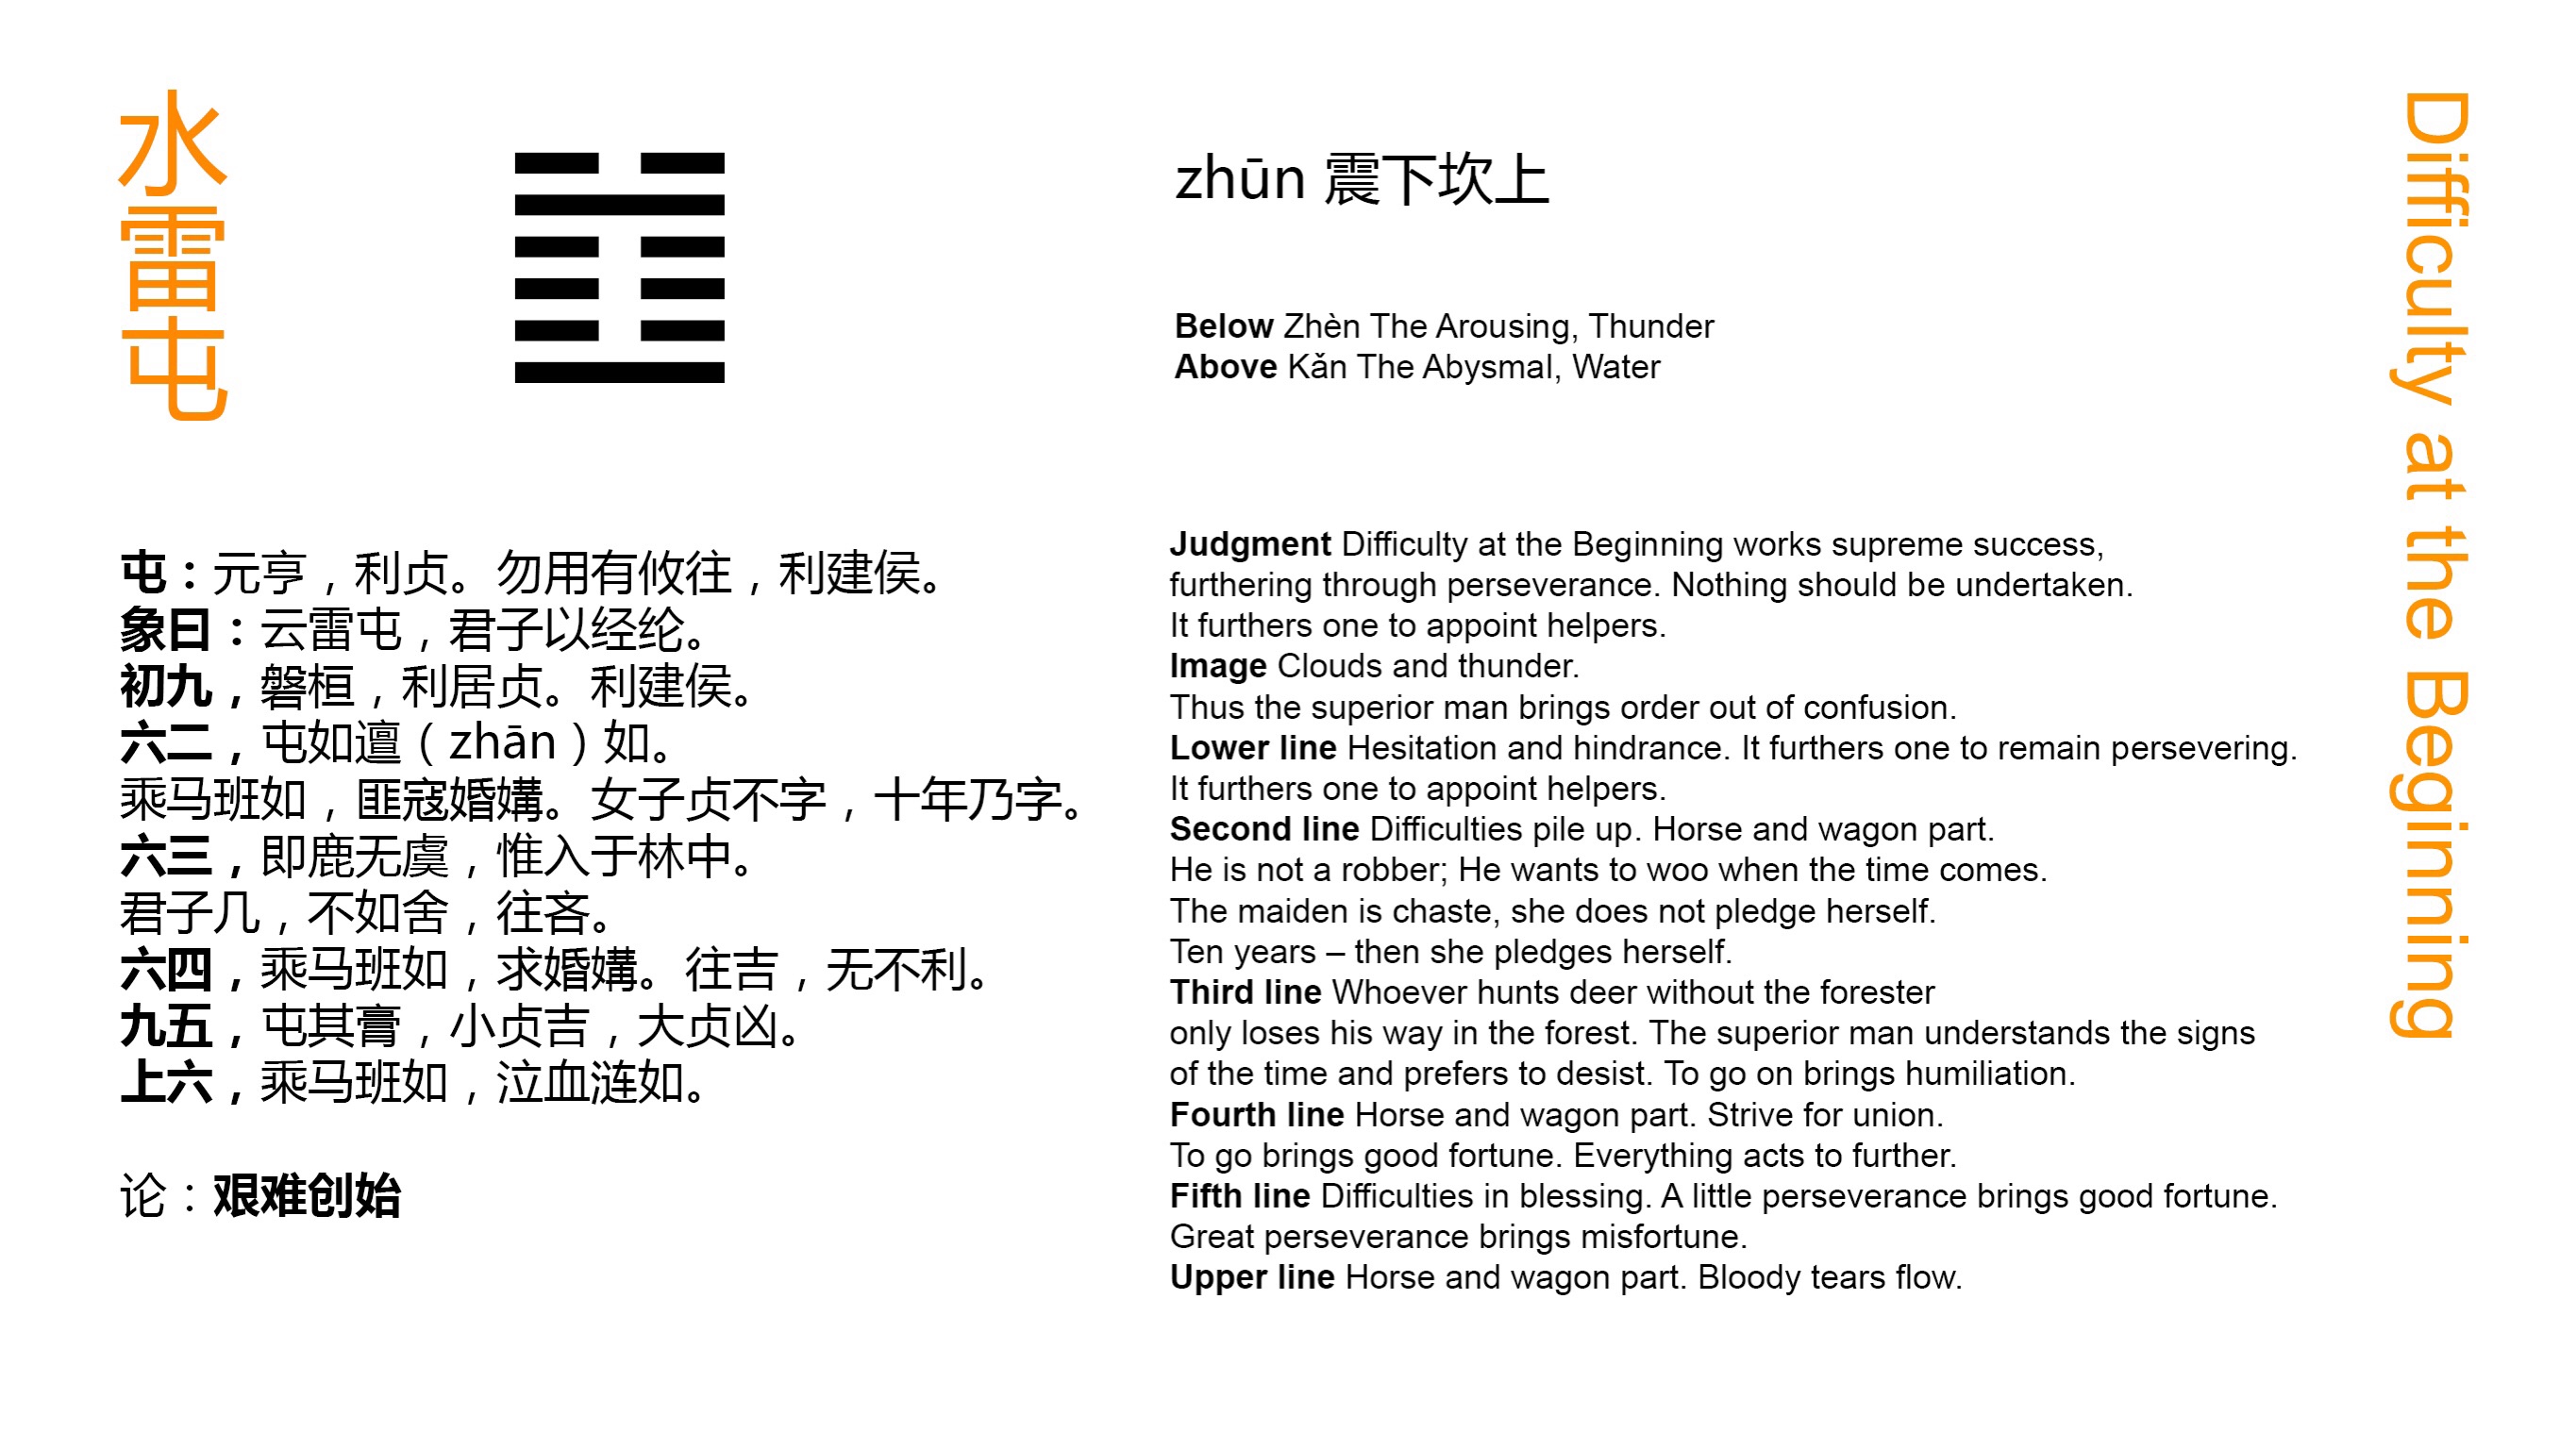 水雷屯
zhūn 震下坎上
Below Zhèn The Arousing, Thunder
Above Kǎn The Abysmal, Water
屯：元亨，利贞。勿用有攸往，利建侯。
象曰：云雷屯，君子以经纶。
初九，磐桓，利居贞。利建侯。
六二，屯如邅（zhān）如。
乘马班如，匪寇婚媾。女子贞不字，十年乃字。
六三，即鹿无虞，惟入于林中。
君子几，不如舍，往吝。
六四，乘马班如，求婚媾。往吉，无不利。
九五，屯其膏，小贞吉，大贞凶。
上六，乘马班如，泣血涟如。
论：艰难创始
Judgment Difficulty at the Beginning works supreme success,
furthering through perseverance. Nothing should be undertaken.
It furthers one to appoint helpers.
Image Clouds and thunder.
Thus the superior man brings order out of confusion.
Lower line Hesitation and hindrance. It furthers one to remain persevering.
It furthers one to appoint helpers.
Second line Difficulties pile up. Horse and wagon part.
He is not a robber; He wants to woo when the time comes.
The maiden is chaste, she does not pledge herself.
Ten years – then she pledges herself.
Third line Whoever hunts deer without the forester
only loses his way in the forest. The superior man understands the signs
of the time and prefers to desist. To go on brings humiliation.
Fourth line Horse and wagon part. Strive for union.
To go brings good fortune. Everything acts to further.
Fifth line Difficulties in blessing. A little perseverance brings good fortune.
Great perseverance brings misfortune.
Upper line Horse and wagon part. Bloody tears flow.
Difficulty at the Beginning